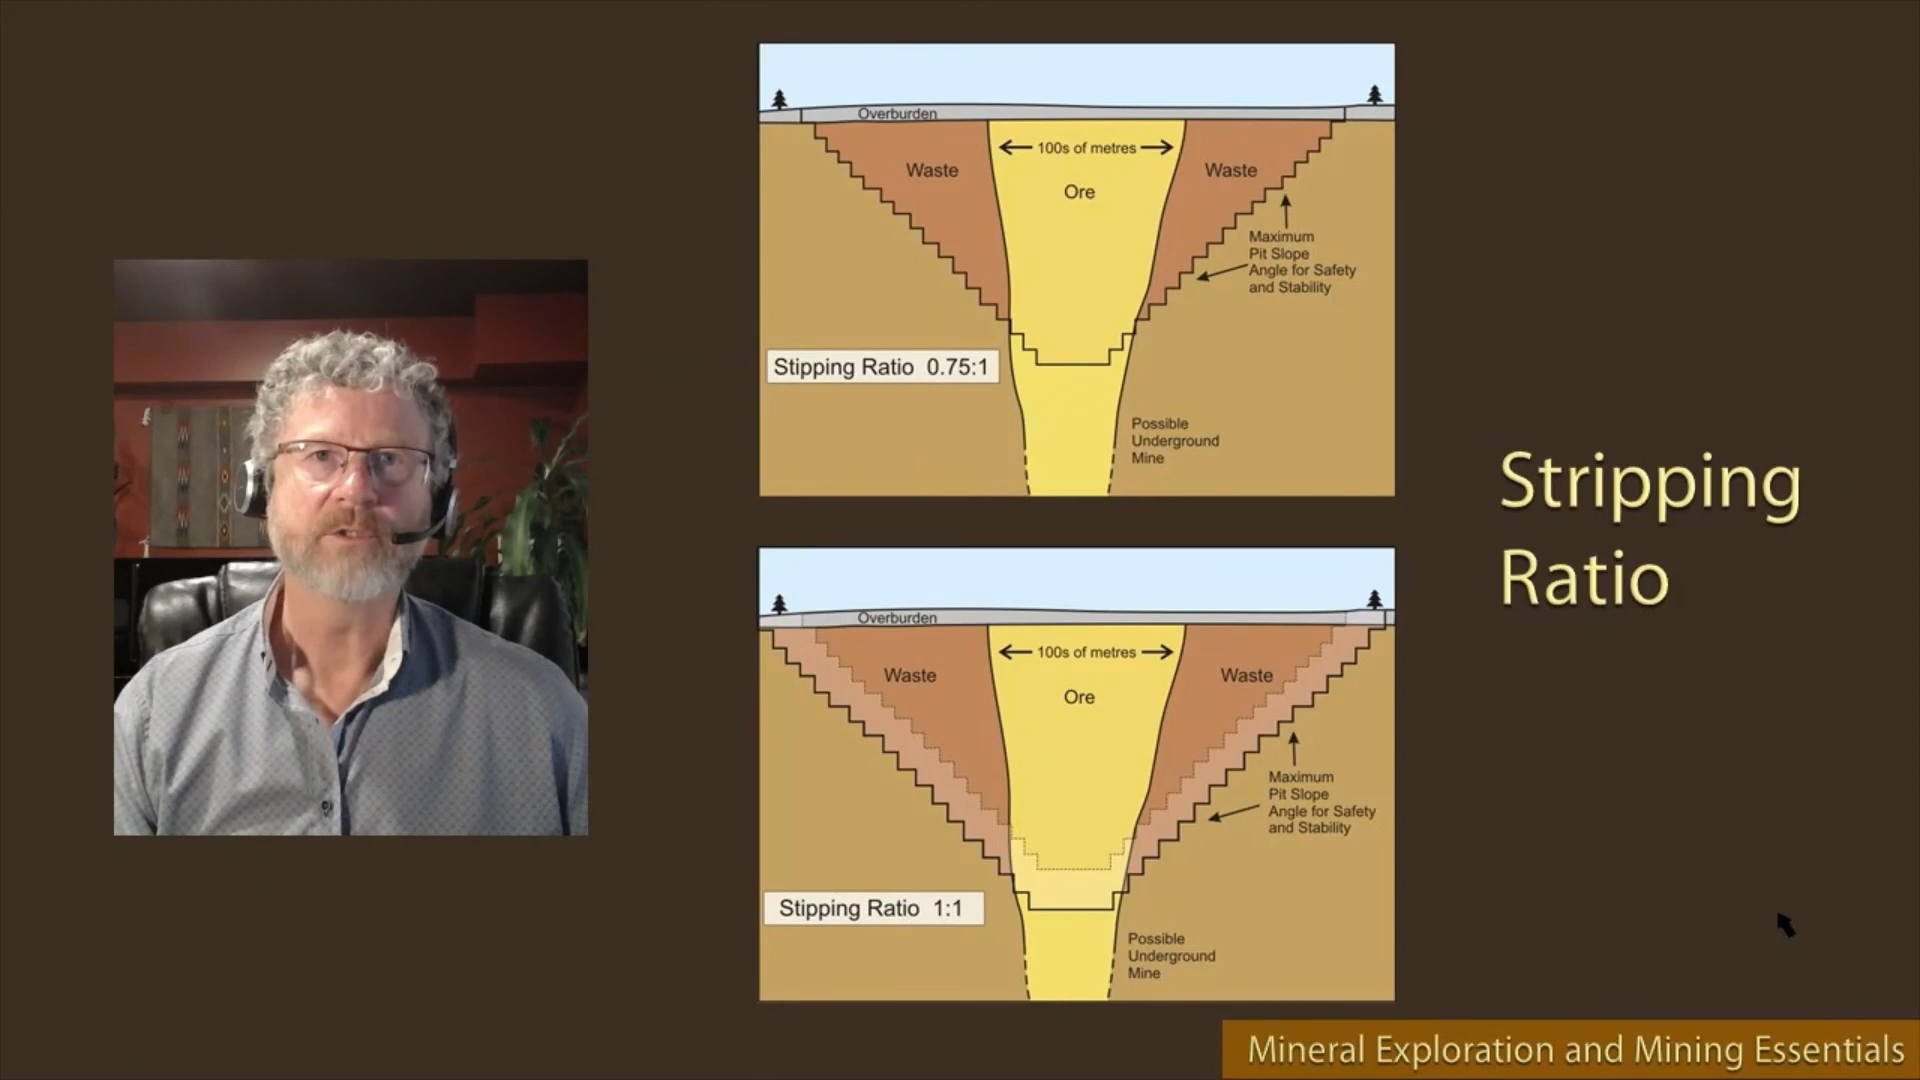 Overburden
100s of metres
Waste
Waste
Ore
Maximum
Pit Slope
Angle for Safety
and Stability
Stipping Ratio 0.75:1
Possible
Underground
Mine
Stripping
Ratio
Overburden
100s of metres
Waste
Waste
Ore
Maximum
Pit Slope
Angle for Safety
and Stability
Stipping Ratio 1:1
Possible
Underground
Mine
Mineral Exploration and Mining Essentials